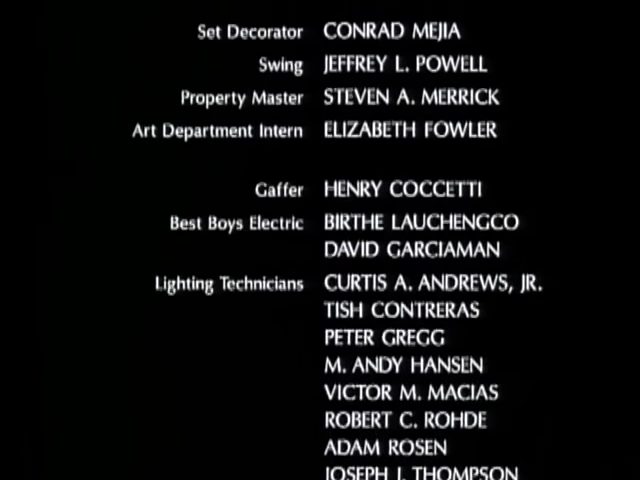 Set Decorator CONRAD MEJIA
Swing JEFFREY L. POWELL
Property Master STEVEN A. MERRICK
Art Department Intern ELIZABETH FOWLER
Gaffer HENRY COCCETTI
Best Boys Electric BIRTHE LAUCHENGCO
DAVID GARCIAMAN
Lighting Technicians CURTIS A. ANDREWS, JR.
TISH CONTRERAS
PETER GREGG
M. ANDY HANSEN
VICTOR M. MACIAS
ROBERT C. ROHDE
ADAM ROSEN
JOSEPH J. THOMPSON